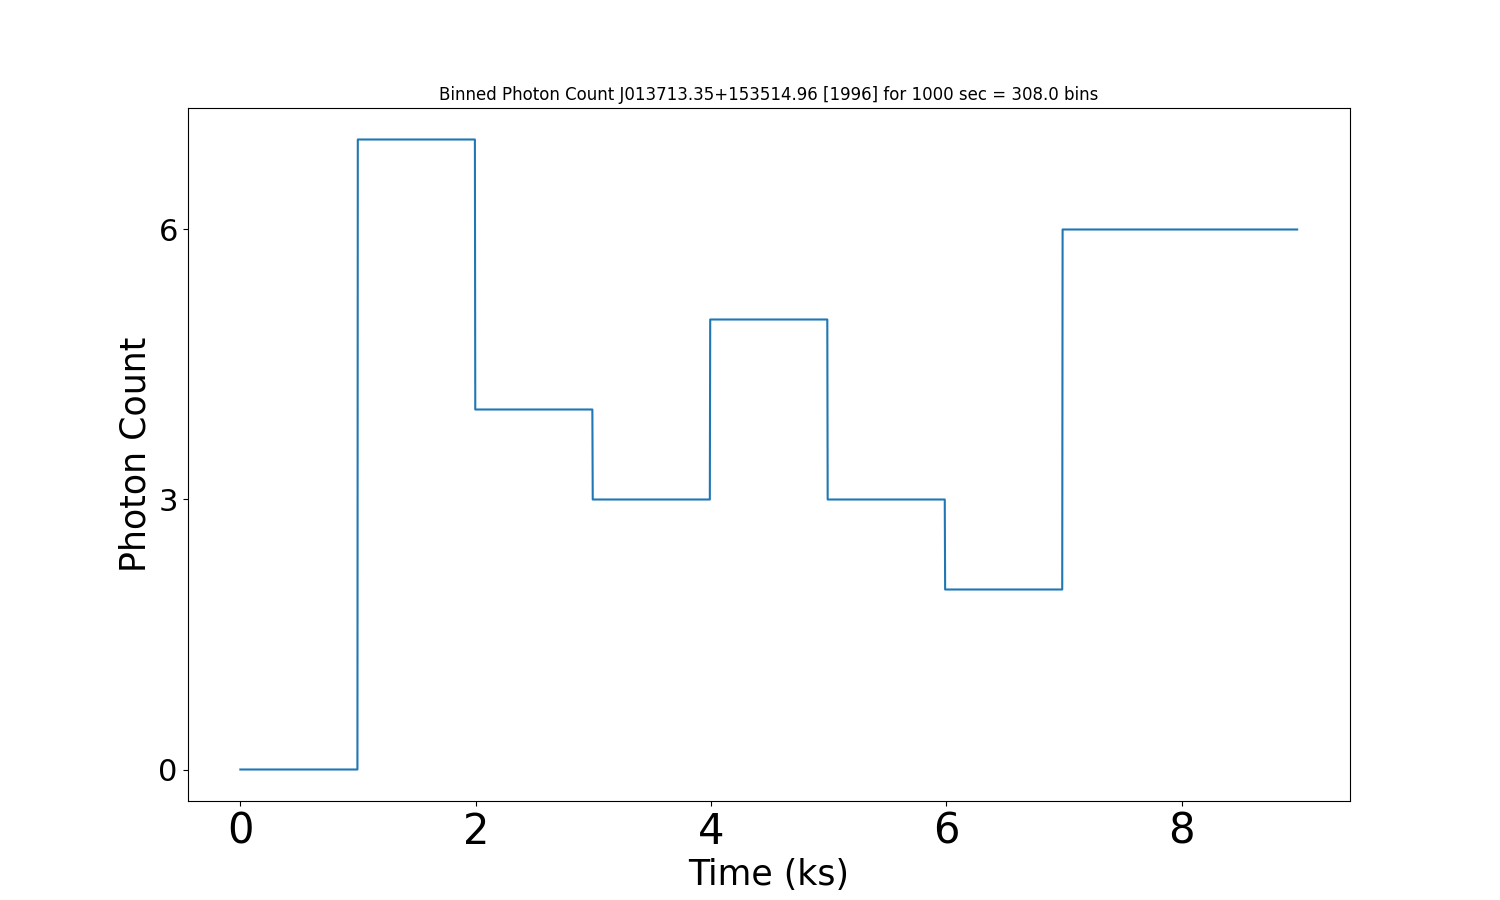 Binned Photon Count J013713.35+153514.96 [1996] for 1000 sec = 308.0 bins
6
3
0
Photon Count
0 2 4 6 8
Time (ks)